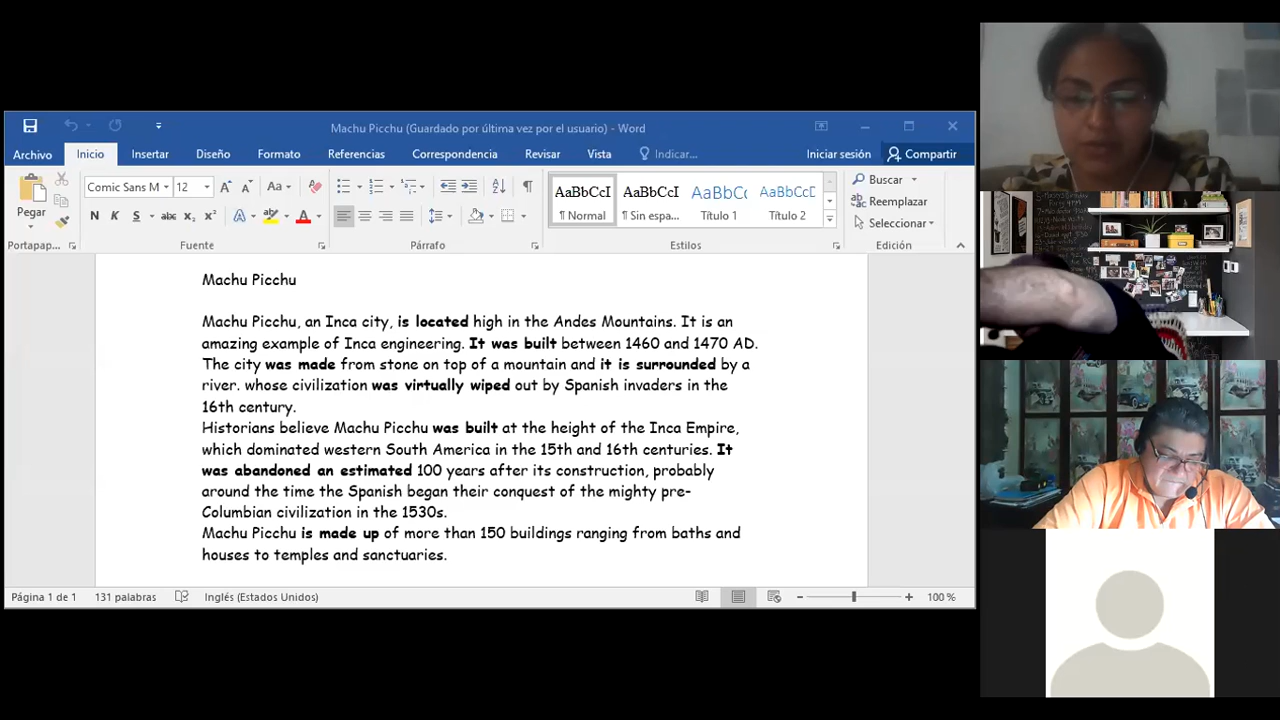 Machu Picchu (Guardado por última vez por el usuario) - Word
Archivo Inicio Insertar Diseño Formato Referencias Correspondencia Revisar Vista Indicar... Iniciar sesión Compartir
Pegar
Comic Sans M 12 Aa
N K S abc x₂ x² A ab A
AaBbCcI AaBbCcI AaBbCc AaBbCcD
¶ Normal ¶ Sin espa... Título 1 Título 2
Buscar
Reemplazar
Seleccionar
Portapap... Fuente Párrafo Estilos Edición
Machu Picchu
Machu Picchu, an Inca city, is located high in the Andes Mountains. It is an
amazing example of Inca engineering. It was built between 1460 and 1470 AD.
The city was made from stone on top of a mountain and it is surrounded by a
river. whose civilization was virtually wiped out by Spanish invaders in the
16th century.
Historians believe Machu Picchu was built at the height of the Inca Empire,
which dominated western South America in the 15th and 16th centuries. It
was abandoned an estimated 100 years after its construction, probably
around the time the Spanish began their conquest of the mighty pre-
Columbian civilization in the 1530s.
Machu Picchu is made up of more than 150 buildings ranging from baths and
houses to temples and sanctuaries.
Página 1 de 1 131 palabras Inglés (Estados Unidos) 100 %